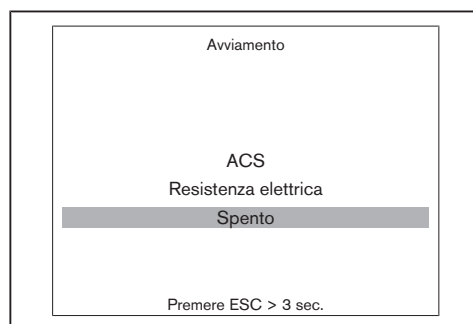 Avviamento
ACS
Resistenza elettrica
Spento
Premere ESC > 3 sec.